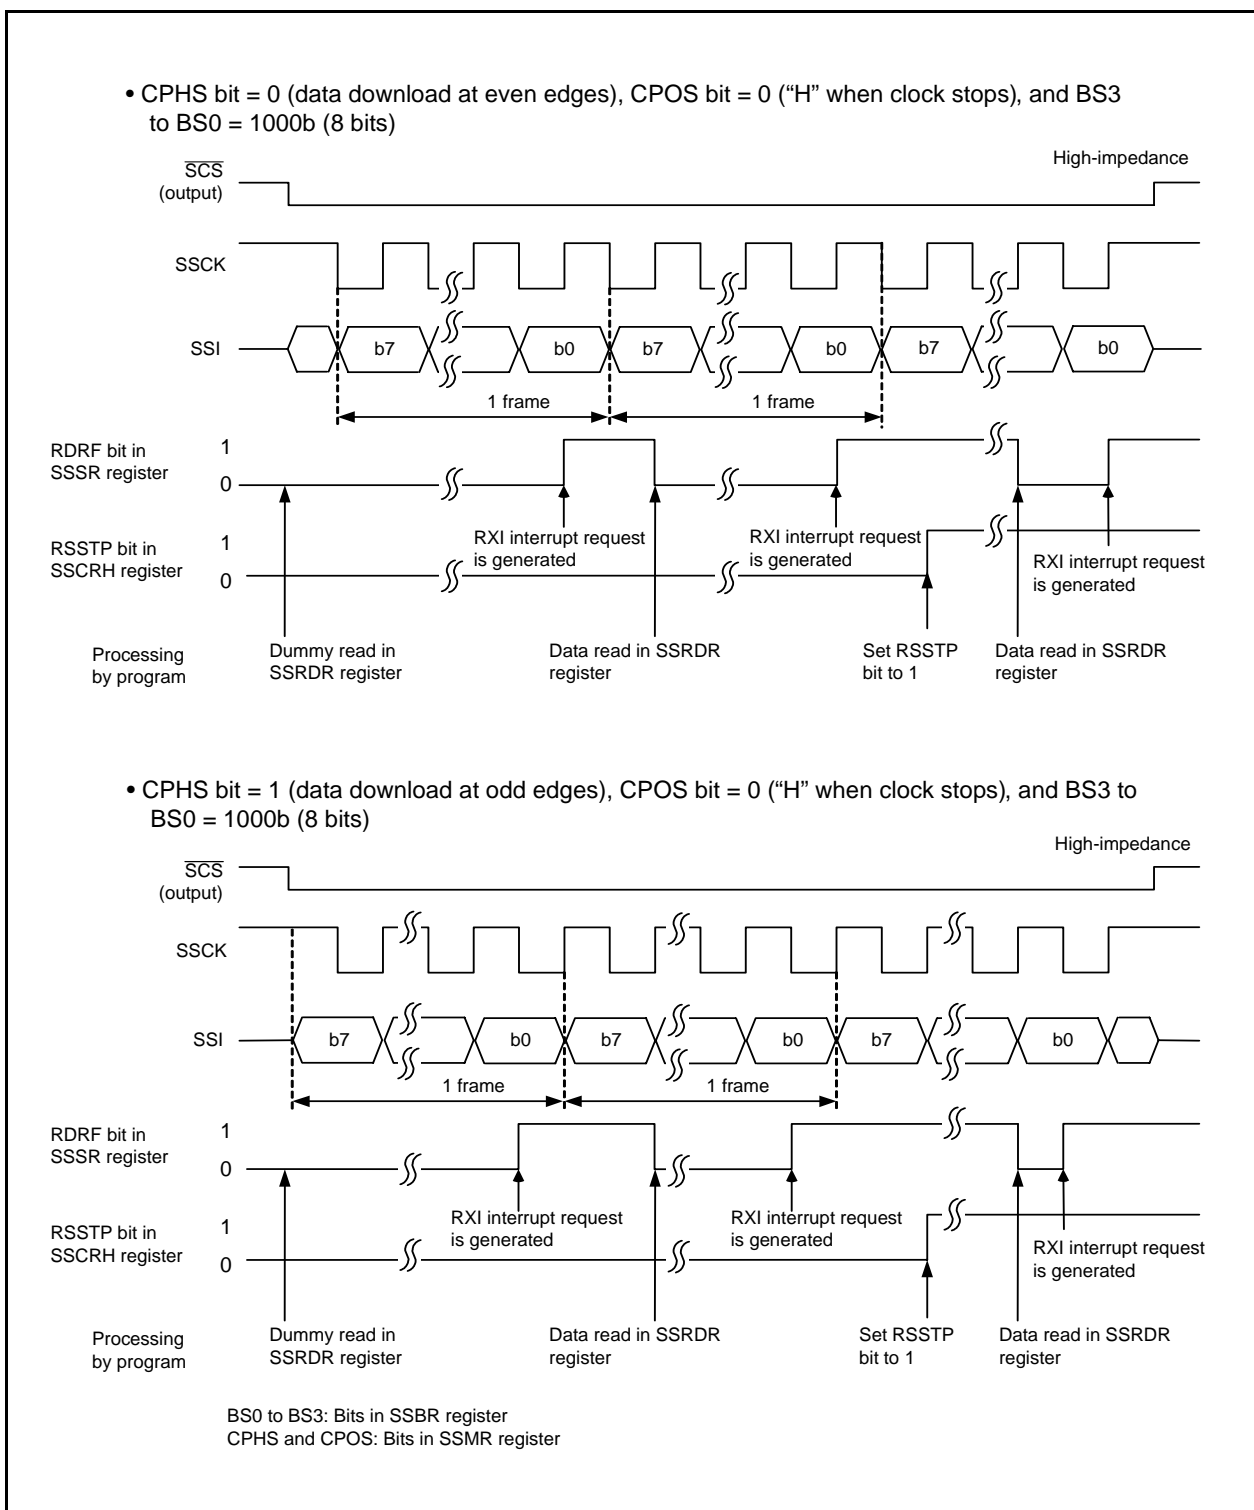 • CPHS bit = 0 (data download at even edges), CPOS bit = 0 (“H” when clock stops), and BS3
to BS0 = 1000b (8 bits)
High-impedance
SCS
(output)
SSCK
SSI
b7
b0
b7
b0
b7
b0
1 frame
1 frame
RDRF bit in
SSSR register
1
0
RXI interrupt request
is generated
RXI interrupt request
is generated
RXI interrupt request
is generated
RSSTP bit in
SSCRH register
1
0
Processing
by program
Dummy read in
SSRDR register
Data read in SSRDR
register
Set RSSTP
bit to 1
Data read in SSRDR
register
• CPHS bit = 1 (data download at odd edges), CPOS bit = 0 (“H” when clock stops), and BS3 to
BS0 = 1000b (8 bits)
High-impedance
SCS
(output)
SSCK
SSI
b7
b0
b7
b0
b7
b0
1 frame
1 frame
RDRF bit in
SSSR register
1
0
RXI interrupt request
is generated
RXI interrupt request
is generated
RXI interrupt request
is generated
RSSTP bit in
SSCRH register
1
0
Processing
by program
Dummy read in
SSRDR register
Data read in SSRDR
register
Set RSSTP
bit to 1
Data read in SSRDR
register
BS0 to BS3: Bits in SSBR register
CPHS and CPOS: Bits in SSMR register